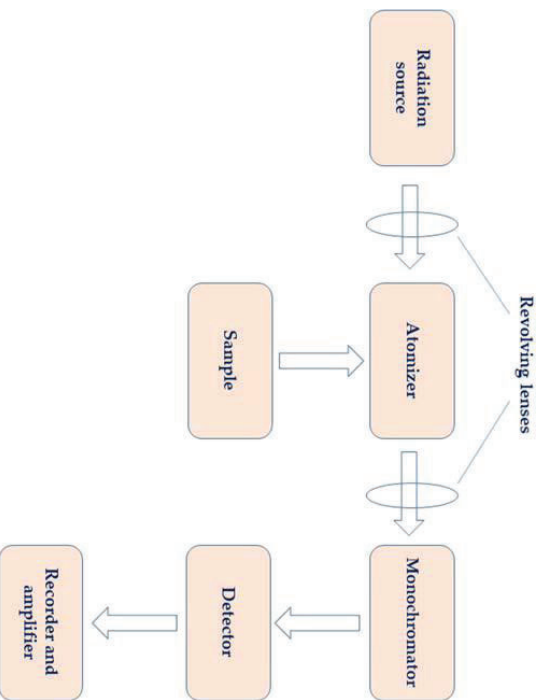 Revolving lenses
Radiation
source
Atomizer
Monochromator
Sample
Detector
Recorder and
amplifier